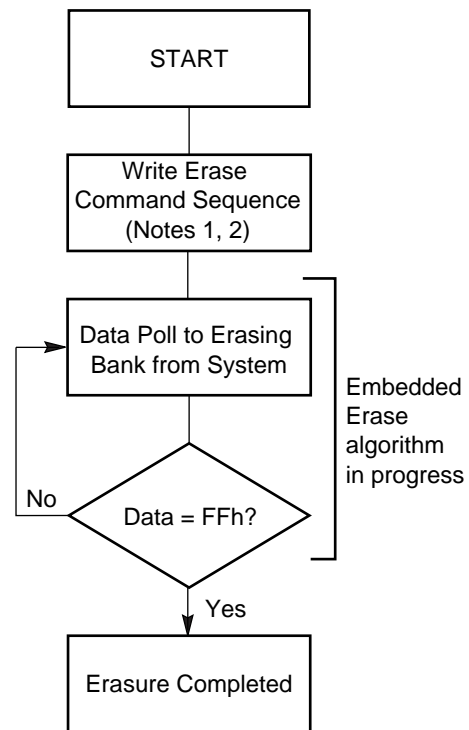 START
Write Erase
Command Sequence
(Notes 1, 2)
Data Poll to Erasing
Bank from System
Embedded
Erase
algorithm
in progress
No
Data = FFh?
Yes
Erasure Completed